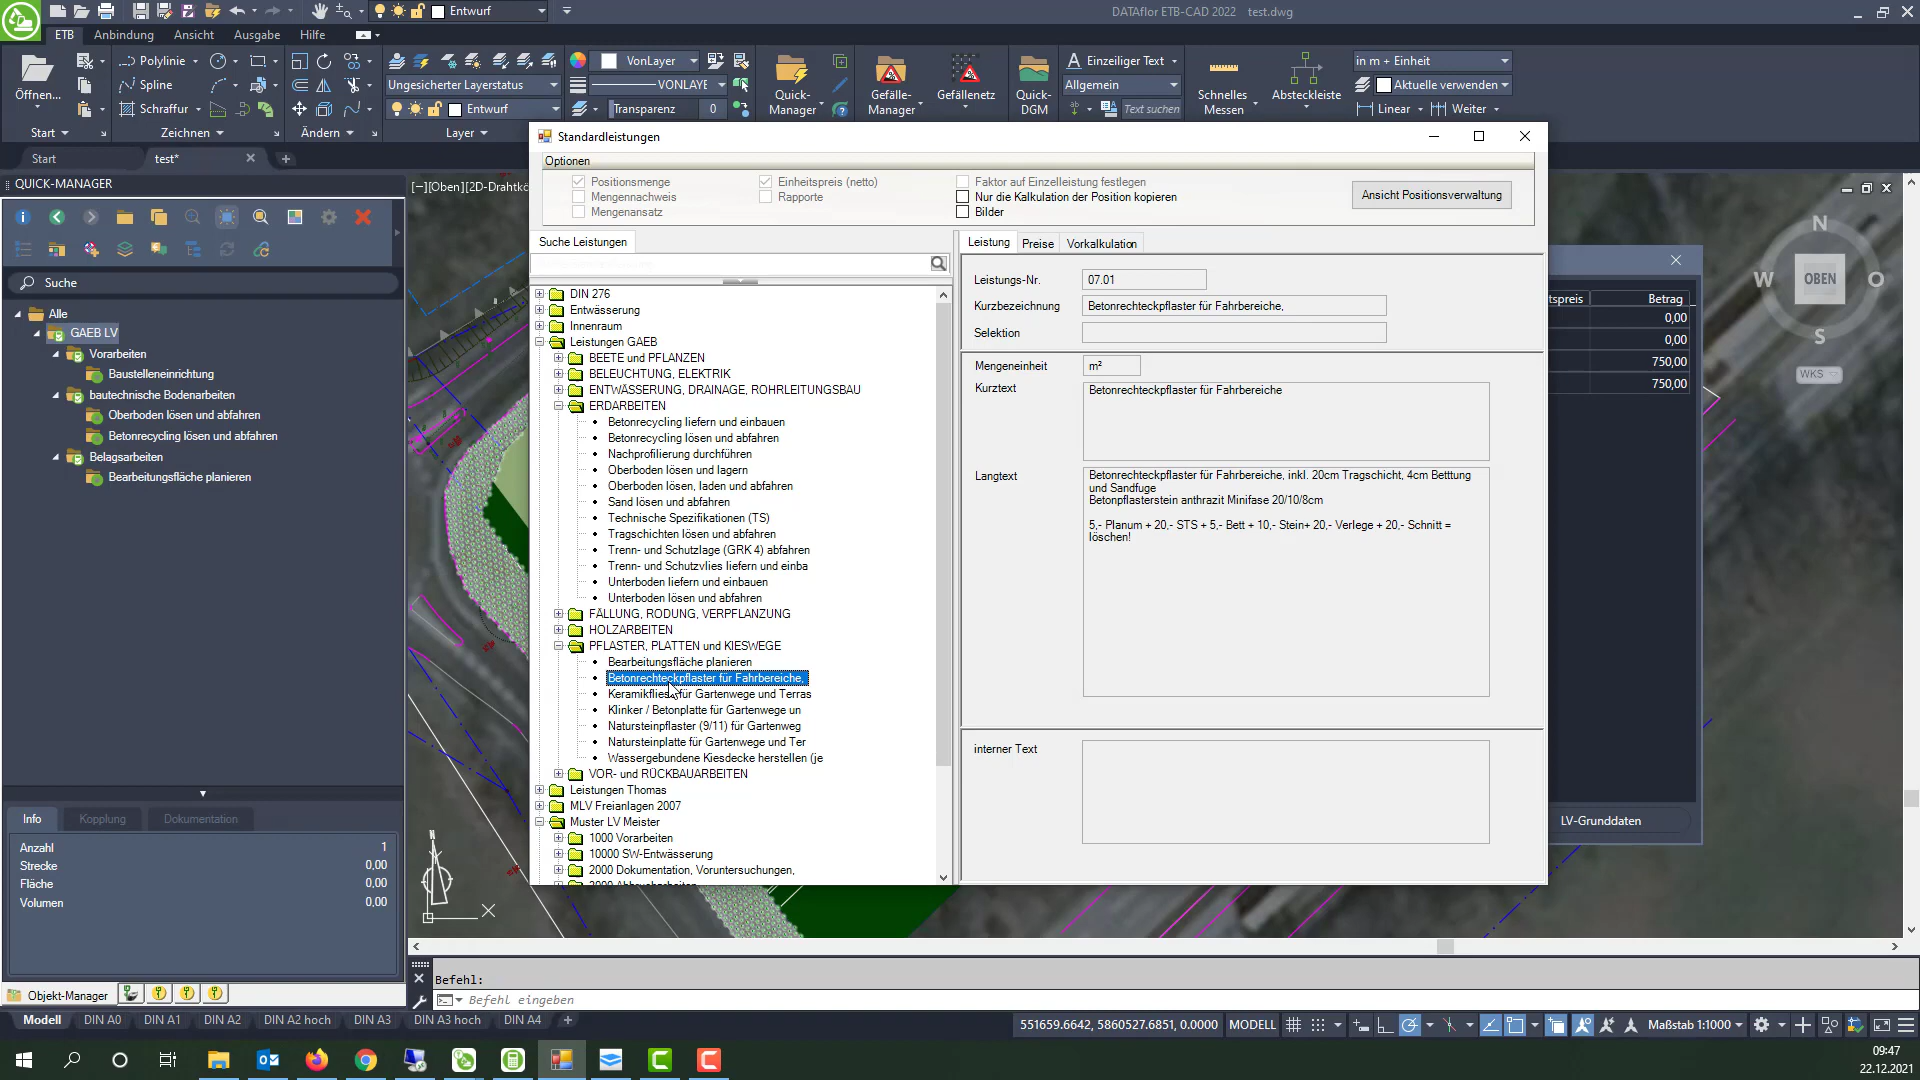 Entwurf
DATAflor ETB-CAD 2022 test.dwg
ETB Anbindung Ansicht Ausgabe Hilfe
Öffnen...
Polylinie
Spline
Schraffur
Ungesicherter Layerstatus
Entwurf
VonLayer
VONLAYE
Transparenz 0
Quick-Manager
Gefälle-Manager
Gefällenetz
Quick-DGM
Einzeiliger Text
Allgemein
Text suchen
Schnelles Messen
Absteckleiste
in m + Einheit
Aktuelle verwenden
Linear
Weiter
Start Zeichnen Ändern Layer
Start test*
QUICK-MANAGER
Suche
Alle
GAEB LV
Vorarbeiten
Baustelleneinrichtung
bautechnische Bodenarbeiten
Oberboden lösen und abfahren
Betonrecycling lösen und abfahren
Belagsarbeiten
Bearbeitungsfläche planieren
Info Kopplung Dokumentation
Anzahl 1
Strecke 0,00
Fläche 0,00
Volumen 0,00
Objekt-Manager
[−][Oben][2D-Drahtkö
Standardleistungen
Optionen
Positionsmenge
Mengennachweis
Mengenansatz
Einheitspreis (netto)
Rapporte
Faktor auf Einzelleistung festlegen
Nur die Kalkulation der Position kopieren
Bilder
Ansicht Positionsverwaltung
Suche Leistungen
DIN 276
Entwässerung
Innenraum
Leistungen GAEB
BEETE und PFLANZEN
BELEUCHTUNG, ELEKTRIK
ENTWÄSSERUNG, DRAINAGE, ROHRLEITUNGSBAU
ERDARBEITEN
Betonrecycling liefern und einbauen
Betonrecycling lösen und abfahren
Nachprofilierung durchführen
Oberboden lösen und lagern
Oberboden lösen, laden und abfahren
Sand lösen und abfahren
Technische Spezifikationen (TS)
Tragschichten lösen und abfahren
Trenn- und Schutzlage (GRK 4) abfahren
Trenn- und Schutzvlies liefern und einba
Unterboden liefern und einbauen
Unterboden lösen und abfahren
FÄLLUNG, RODUNG, VERPFLANZUNG
HOLZARBEITEN
PFLASTER, PLATTEN und KIESWEGE
Bearbeitungsfläche planieren
Betonrechteckpflaster für Fahrbereiche,
Keramikfliese für Gartenwege und Terras
Klinker / Betonplatte für Gartenwege un
Natursteinpflaster (9/11) für Gartenweg
Natursteinplatte für Gartenwege und Ter
Wassergebundene Kiesdecke herstellen (je
VOR- und RÜCKBAUARBEITEN
Leistungen Thomas
MLV Freianlagen 2007
Muster LV Meister
1000 Vorarbeiten
10000 SW-Entwässerung
2000 Dokumentation, Voruntersuchungen,
Leistung Preise Vorkalkulation
Leistungs-Nr. 07.01
Kurzbezeichnung Betonrechteckpflaster für Fahrbereiche,
Selektion
Mengeneinheit m²
Kurztext Betonrechteckpflaster für Fahrbereiche
Langtext Betonrechteckpflaster für Fahrbereiche, inkl. 20cm Tragschicht, 4cm Betttung
und Sandfuge
Betonpflasterstein anthrazit Minifase 20/10/8cm
5,- Planum + 20,- STS + 5,- Bett + 10,- Stein+ 20,- Verlege + 20,- Schnitt =
löschen!
interner Text
tspreis Betrag
0,00
0,00
750,00
750,00
LV-Grunddaten
N
W OBEN O
S
WKS
Befehl:
Befehl eingeben
Modell DIN A0 DIN A1 DIN A2 DIN A2 hoch DIN A3 DIN A3 hoch DIN A4
551659.6642, 5860527.6851, 0.0000 MODELL
Maßstab 1:1000
09:47
22.12.2021